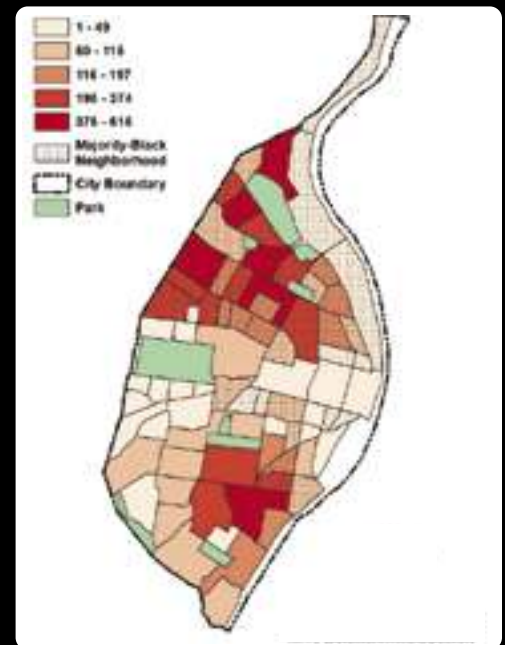 1 - 49
50 - 115
116 - 197
198 - 374
375 - 616
Majority-Black
Neighborhood
City Boundary
Park